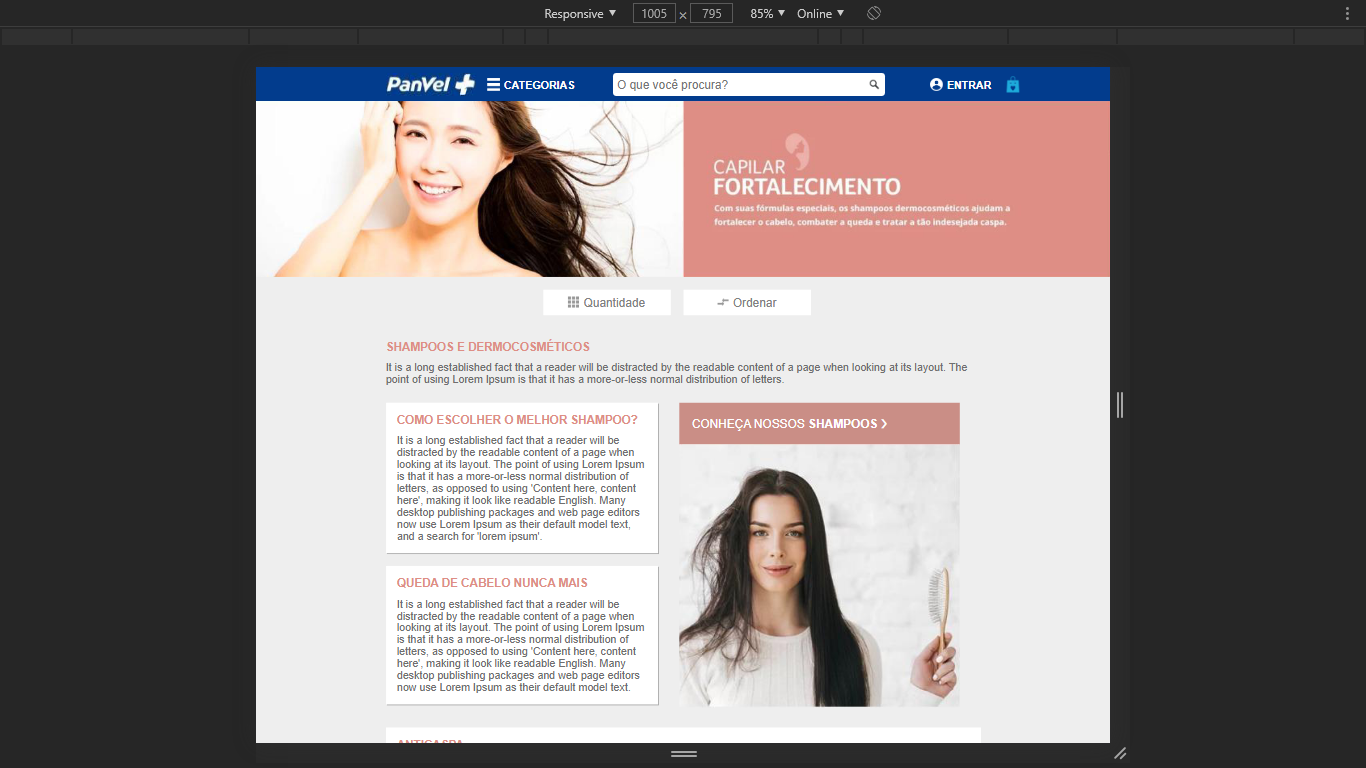 Responsive
1005 × 795
85%
Online
PanVel
CATEGORIAS
O que você procura?
ENTRAR
CAPILAR
FORTALECIMENTO
Com suas fórmulas especiais, os shampoos dermocosméticos ajudam a
fortalecer o cabelo, combater a queda e tratar a tão indesejada caspa.
Quantidade
Ordenar
SHAMPOOS E DERMOCOSMÉTICOS
It is a long established fact that a reader will be distracted by the readable content of a page when looking at its layout. The
point of using Lorem Ipsum is that it has a more-or-less normal distribution of letters.
COMO ESCOLHER O MELHOR SHAMPOO?
It is a long established fact that a reader will be
distracted by the readable content of a page when
looking at its layout. The point of using Lorem Ipsum
is that it has a more-or-less normal distribution of
letters, as opposed to using 'Content here, content
here', making it look like readable English. Many
desktop publishing packages and web page editors
now use Lorem Ipsum as their default model text,
and a search for 'lorem ipsum'.
QUEDA DE CABELO NUNCA MAIS
It is a long established fact that a reader will be
distracted by the readable content of a page when
looking at its layout. The point of using Lorem Ipsum
is that it has a more-or-less normal distribution of
letters, as opposed to using 'Content here, content
here', making it look like readable English. Many
desktop publishing packages and web page editors
now use Lorem Ipsum as their default model text.
CONHEÇA NOSSOS SHAMPOOS
ANTICASPA